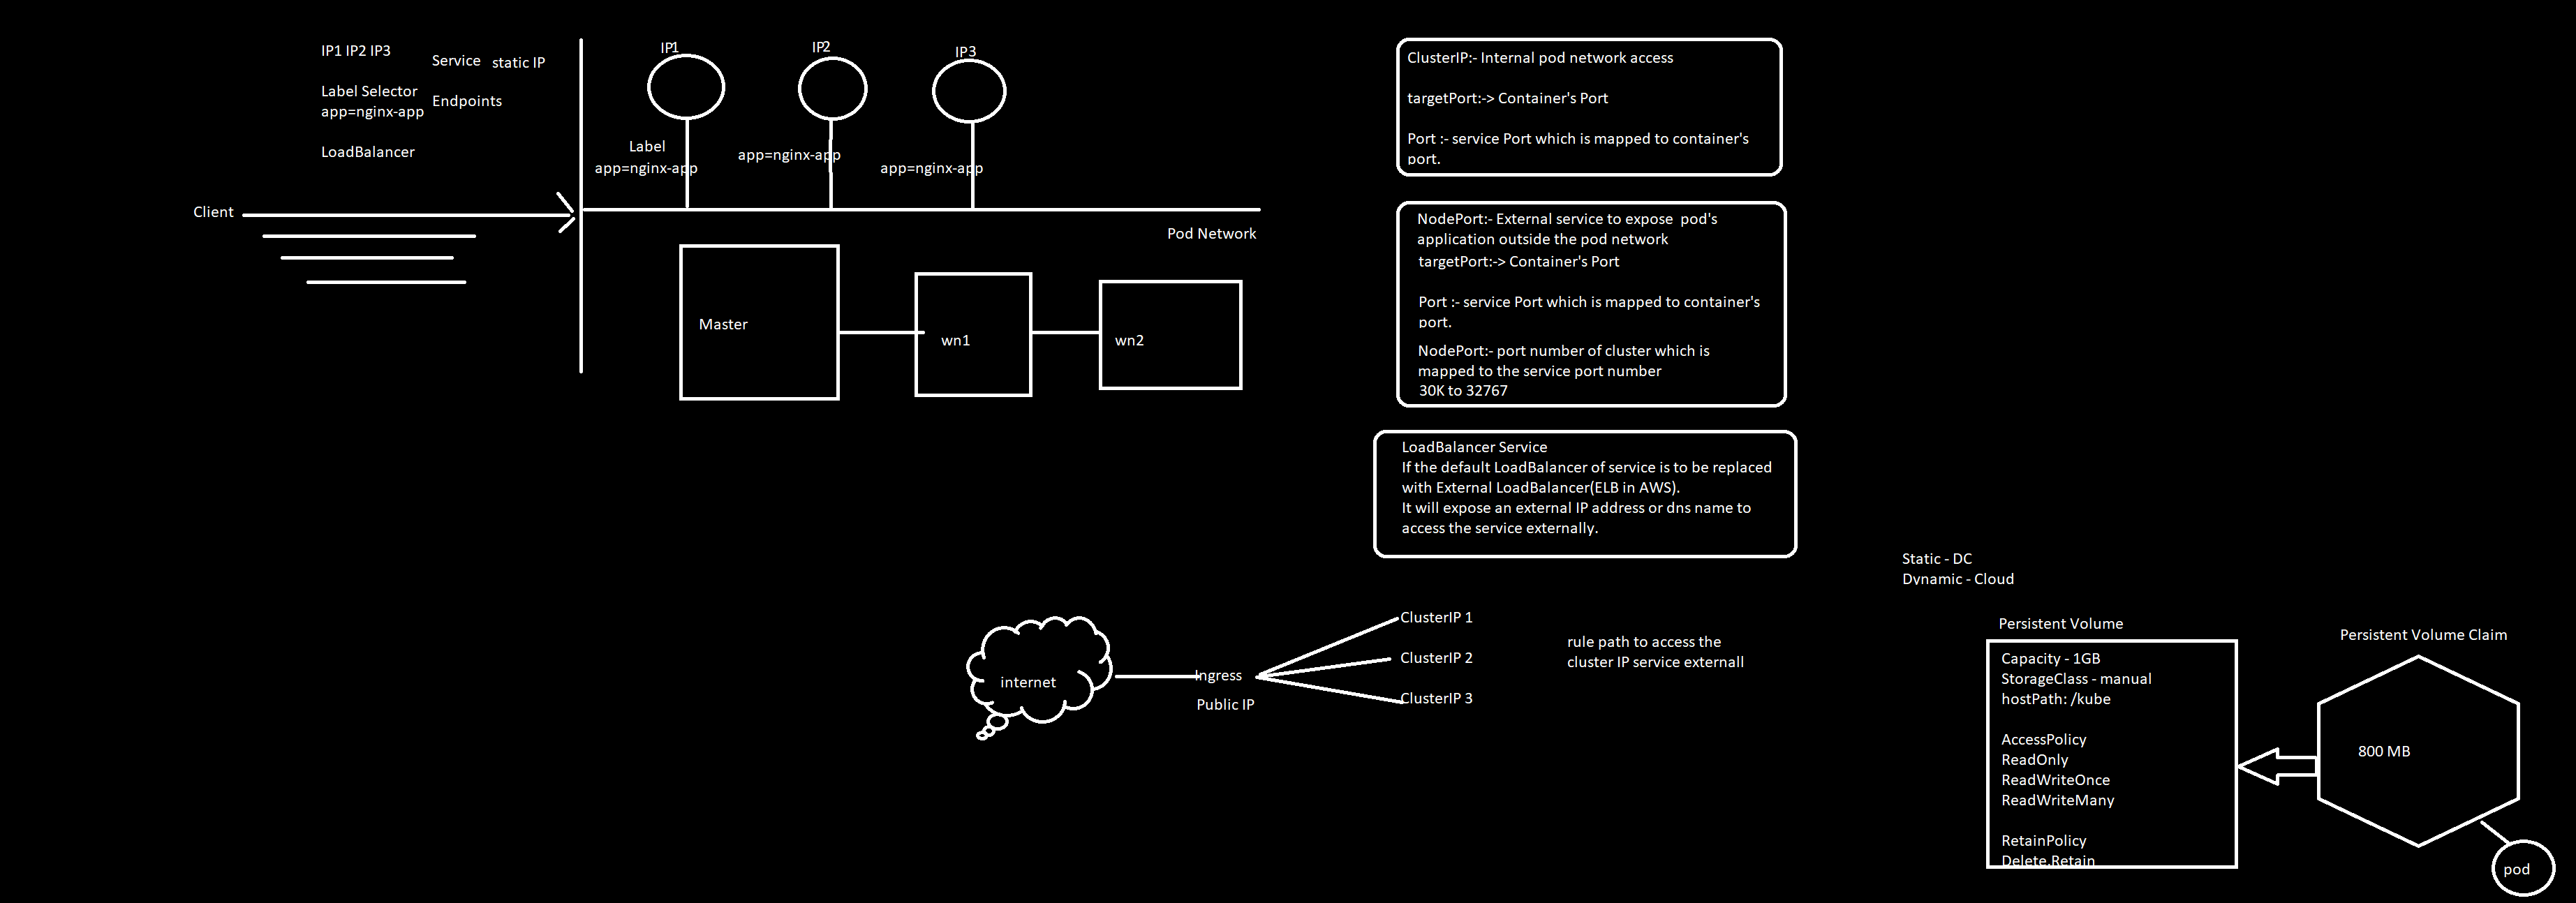 IP1 IP2 IP3
Service
static IP
Label Selector
app=nginx-app
Endpoints
LoadBalancer
Client
IP1
IP2
IP3
Label
app=nginx-app
app=nginx-app
app=nginx-app
Pod Network
Master
wn1
wn2
ClusterIP:- Internal pod network access
targetPort:-> Container's Port
Port :- service Port which is mapped to container's
port.
NodePort:- External service to expose  pod's
application outside the pod network
targetPort:-> Container's Port
Port :- service Port which is mapped to container's
port.
NodePort:- port number of cluster which is
mapped to the service port number
30K to 32767
LoadBalancer Service
If the default LoadBalancer of service is to be replaced
with External LoadBalancer(ELB in AWS).
It will expose an external IP address or dns name to
access the service externally.
internet
Ingress
Public IP
ClusterIP 1
ClusterIP 2
ClusterIP 3
rule path to access the
cluster IP service externall
Static - DC
Dynamic - Cloud
Persistent Volume
Capacity - 1GB
StorageClass - manual
hostPath: /kube
AccessPolicy
ReadOnly
ReadWriteOnce
ReadWriteMany
RetainPolicy
Delete,Retain
Persistent Volume Claim
800 MB
pod